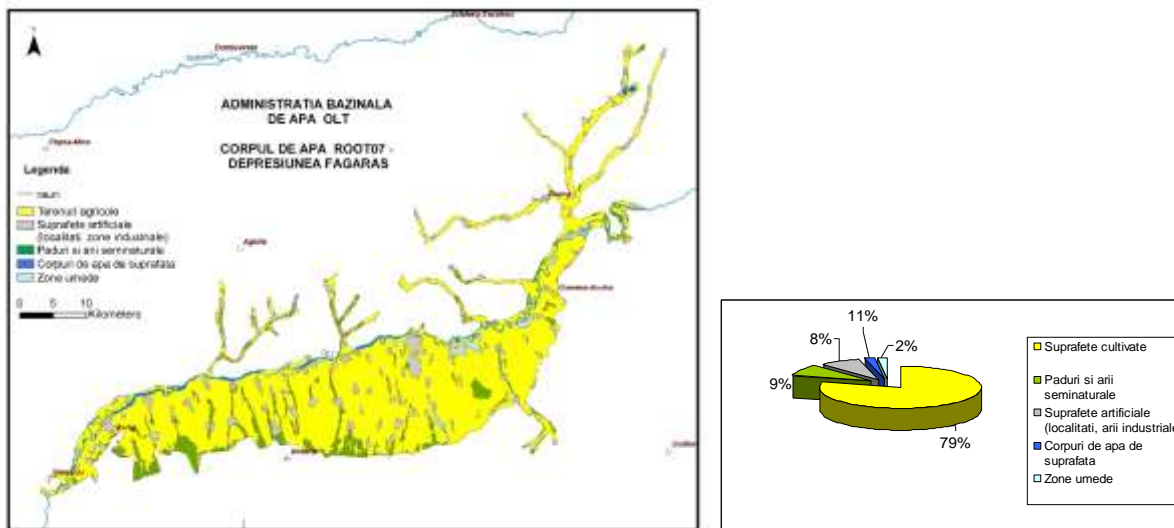 ADMINISTRATIA BAZINALA
DE APA OLT
CORPUL DE APA ROOT07 -
DEPRESIUNEA FAGARAS
Legenda
rauri
Terenuri agricole
Suprafete artificiale
(localitati, zone industriale)
Paduri si arii seminaturale
Corpuri de apa de suprafata
Zone umede
0 5 10
Kilometers
Agnita
11%
8%
2%
9%
79%
Suprafete cultivate
Paduri si arii
seminaturale
Suprafete artificiale
(localitati, arii industriale
Corpuri de apa de
suprafata
Zone umede